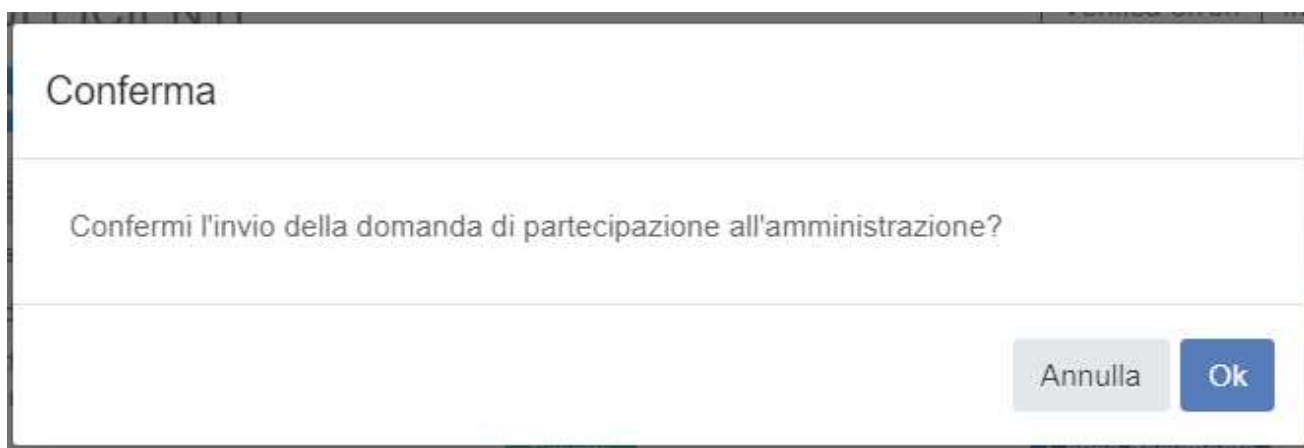 Conferma
Confermi l'invio della domanda di partecipazione all'amministrazione?
Annulla
Ok